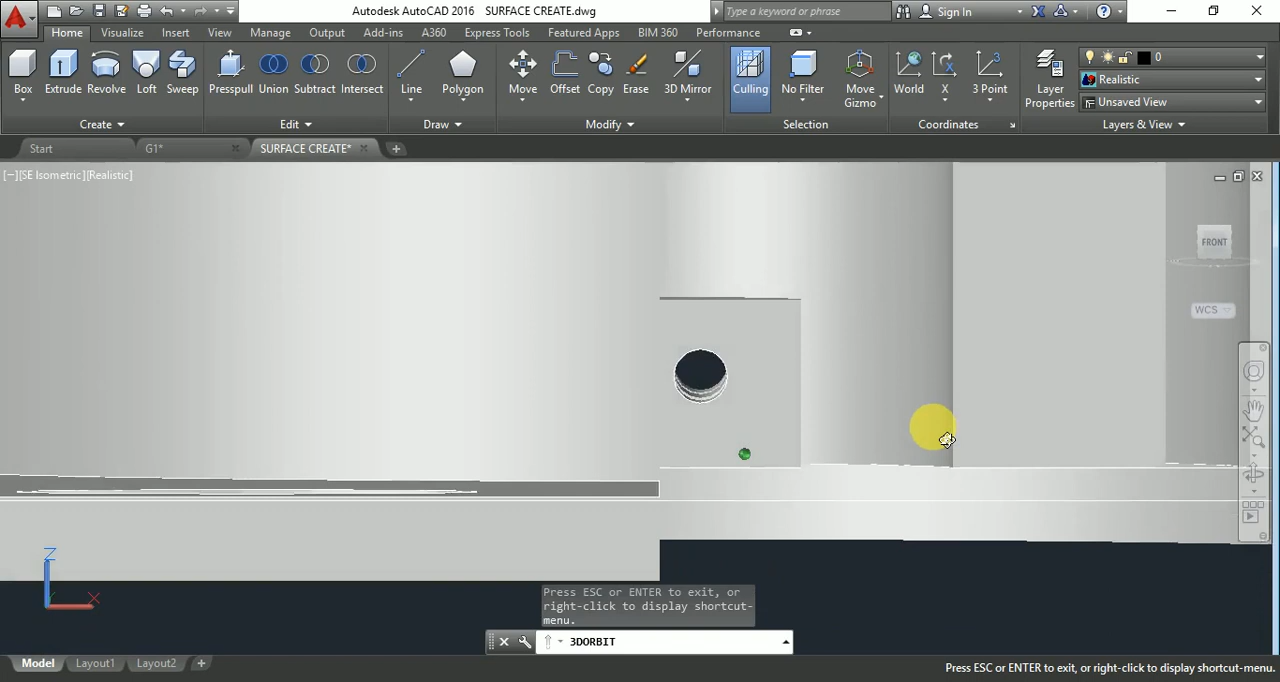 Autodesk AutoCAD 2016 SURFACE CREATE.dwg
Type a keyword or phrase
Sign In
Home Visualize Insert View Manage Output Add-ins A360 Express Tools Featured Apps BIM 360 Performance
Box Extrude Revolve Loft Sweep Presspull Union Subtract Intersect Line Polygon Move Offset Copy Erase 3D Mirror Culling No Filter Move Gizmo World X 3 Point Layer Properties
0
Realistic
Unsaved View
Create Edit Draw Modify Selection Coordinates Layers & View
Start G1* SURFACE CREATE*
[−][SE Isometric][Realistic]
FRONT
WCS
Z
X
Press ESC or ENTER to exit, or
right-click to display shortcut-
menu.
3DORBIT
Model Layout1 Layout2
Press ESC or ENTER to exit, or right-click to display shortcut-menu.